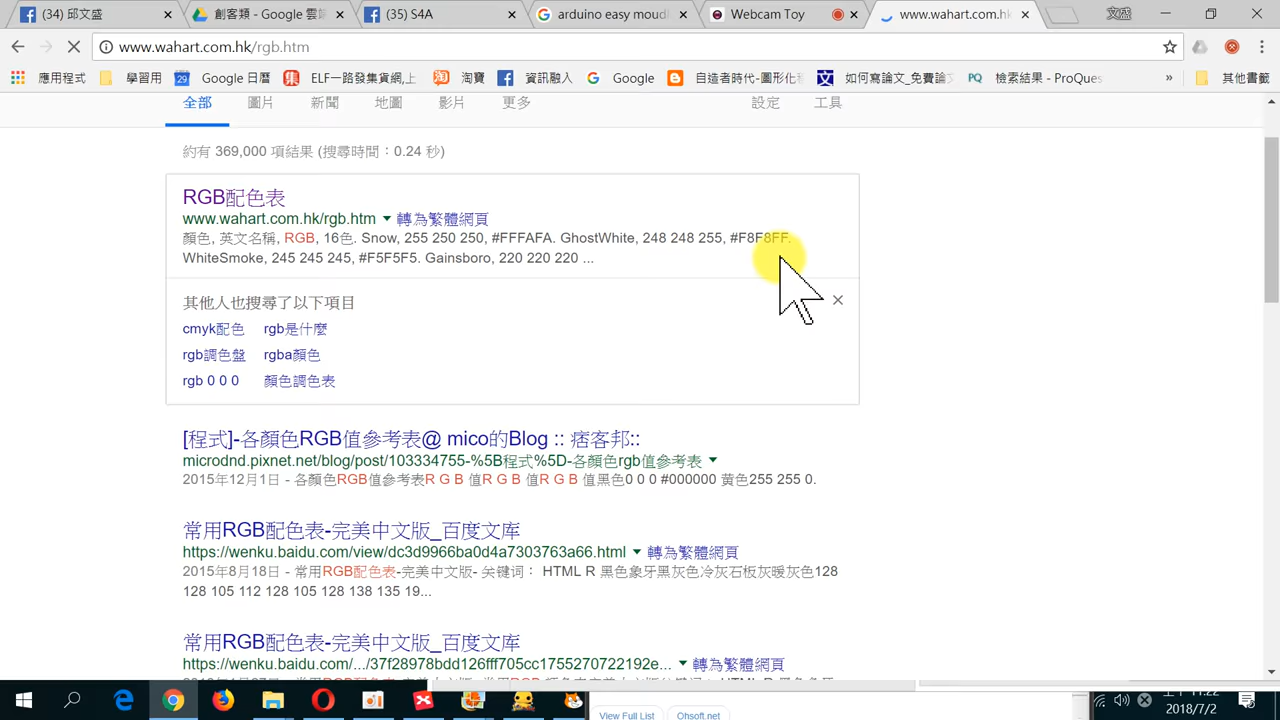 (34) 邱文盛
創客類 - Google 雲端
(35) S4A
arduino easy moudl
Webcam Toy
www.wahart.com.hk/
文盛
www.wahart.com.hk/rgb.htm
應用程式
學習用
29
Google 日曆
集
ELF一路發集貨網,上
淘寶
資訊融入
Google
自造者時代-圖形化
文
如何寫論文_免費論
PQ
檢索結果 - ProQues
»
其他書籤
全部
圖片
新聞
地圖
影片
更多
設定
工具
約有 369,000 項結果 (搜尋時間:0.24 秒)
RGB配色表
www.wahart.com.hk/rgb.htm
轉為繁體網頁
顏色, 英文名稱, RGB, 16色. Snow, 255 250 250, #FFFAFA. GhostWhite, 248 248 255, #F8F8FF.
WhiteSmoke, 245 245 245, #F5F5F5. Gainsboro, 220 220 220 ...
其他人也搜尋了以下項目
cmyk配色
rgb是什麼
rgb調色盤
rgba顏色
rgb 0 0 0
顏色調色表
[程式]-各顏色RGB值參考表@ mico的Blog :: 痞客邦::
microdnd.pixnet.net/blog/post/103334755-%5B程式%5D-各顏色rgb值參考表
2015年12月1日 - 各顏色RGB值參考表R G B 值R G B 值R G B 值黑色0 0 0 #000000 黄色255 255 0.
常用RGB配色表-完美中文版_百度文库
https://wenku.baidu.com/view/dc3d9966ba0d4a7303763a66.html
轉為繁體網頁
2015年8月18日 - 常用RGB配色表-完美中文版- 关键词: HTML R 黑色象牙黑灰色冷灰石板灰暖灰色128
128 105 112 128 105 128 138 135 19...
常用RGB配色表-完美中文版_百度文库
https://wenku.baidu.com/.../37f28978bdd126fff705cc1755270722192e...
轉為繁體網頁
View Full List
Ohsoft.net
11:22
2018/7/2